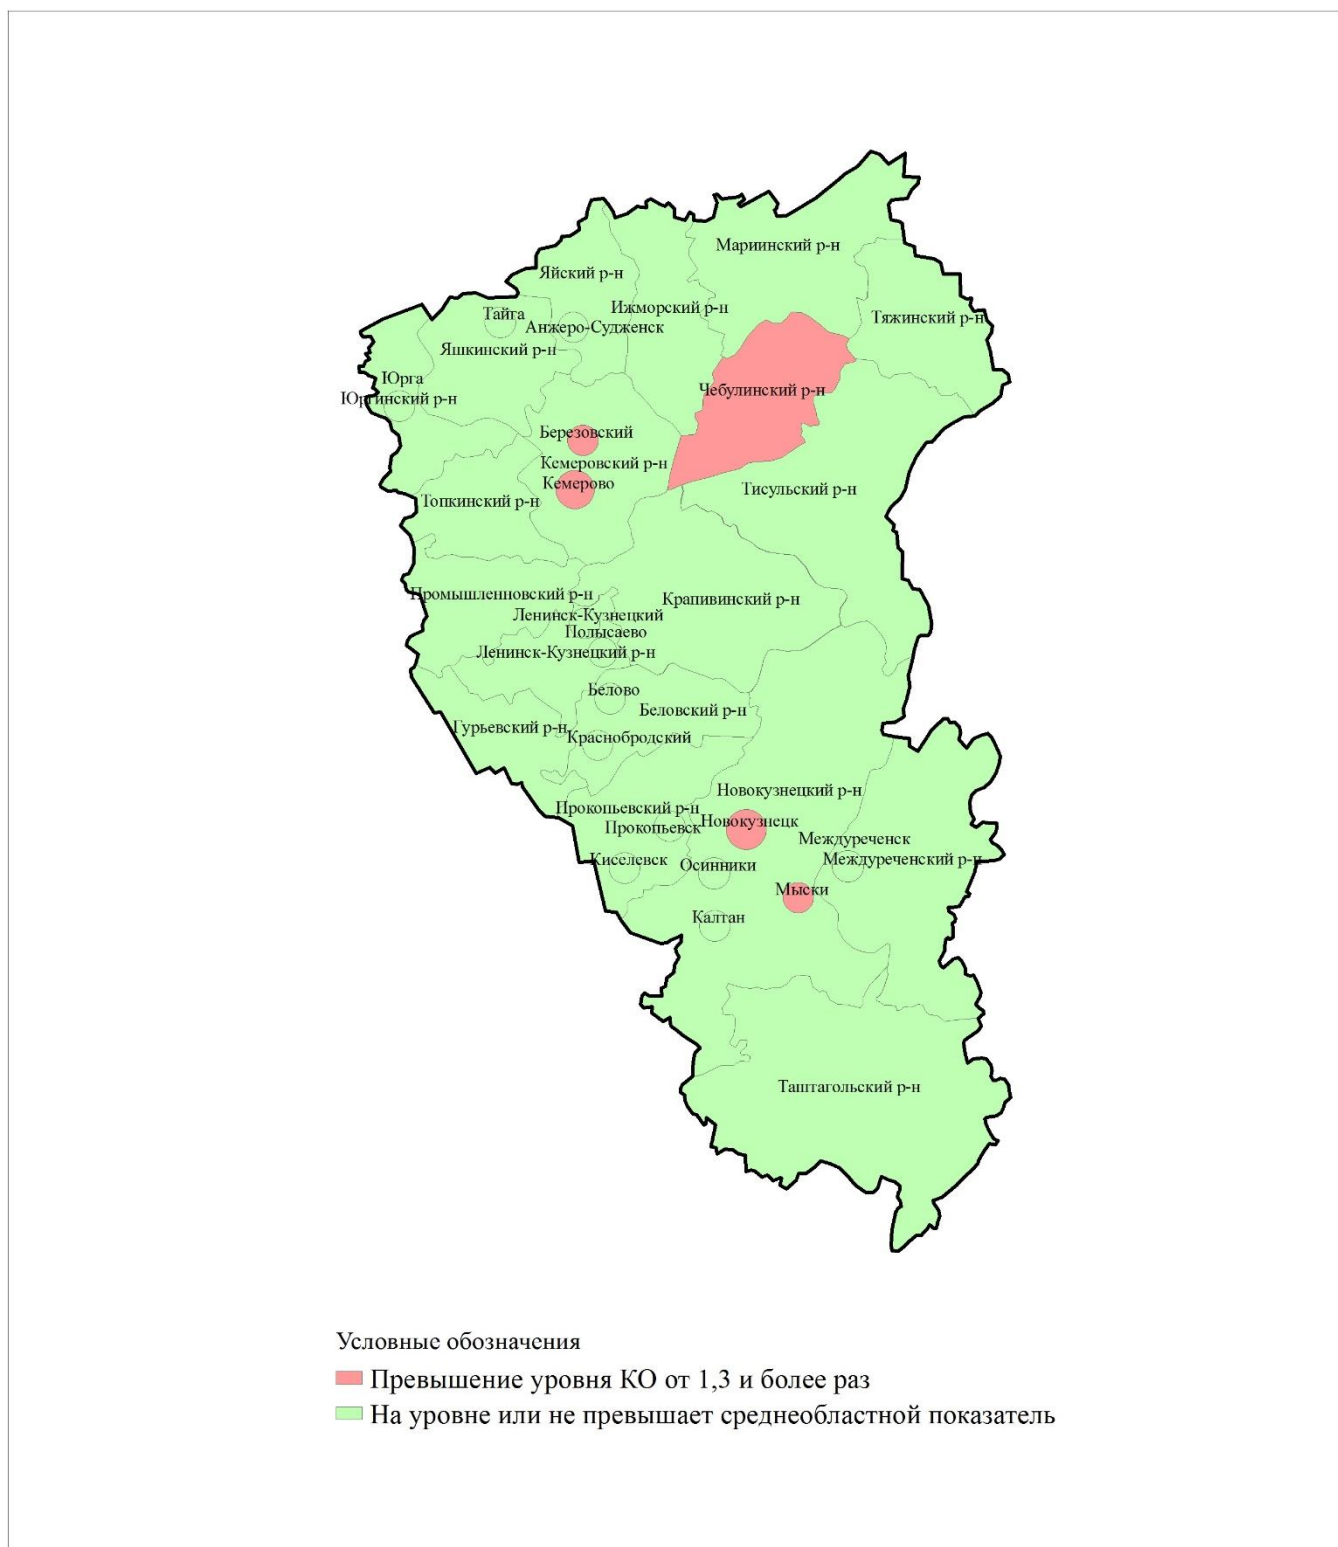 Мариинский р-н
Яйский р-н
Ижморский р-н
Тайга
Тяжинский р-н
Анжеро-Судженск
Яшкинский р-н
Юрга
Чебулинский р-н
Юргинский р-н
Березовский
Кемеровский р-н
Кемерово
Тисульский р-н
Топкинский р-н
Промышленновский р-н
Крапивинский р-н
Ленинск-Кузнецкий
Полысаево
Ленинск-Кузнецкий р-н
Белово
Беловский р-н
Гурьевский р-н
Краснобродский
Новокузнецкий р-н
Прокопьевский р-н
Новокузнецк
Прокопьевск
Междуреченск
Киселевск
Междуреченский р-н
Осинники
Мыски
Калтан
Таштагольский р-н
Условные обозначения
Превышение уровня КО от 1,3 и более раз
На уровне или не превышает среднеобластной показатель